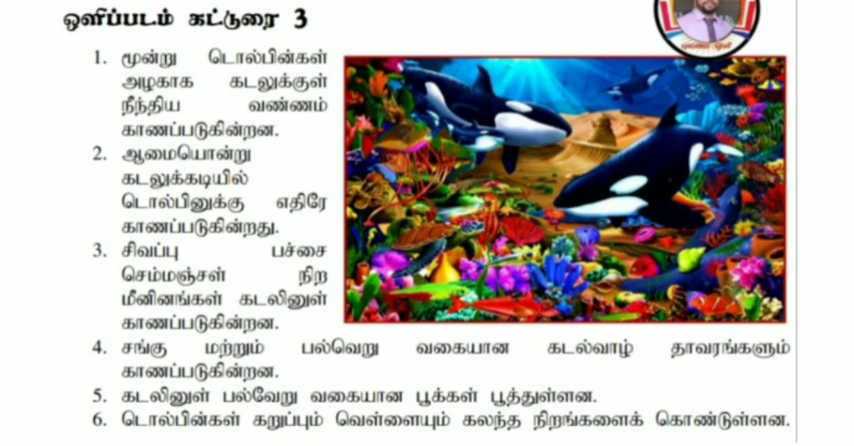 ஒளிப்படம் கட்டுரை 3
1. மூன்று டொல்பின்கள்
அழகாக கடலுக்குள்
நீந்திய வண்ணம்
காணப்படுகின்றன.
2. ஆமையொன்று
கடலுக்கடியில்
டொல்பினுக்கு எதிரே
காணப்படுகின்றது.
3. சிவப்பு பச்சை
செம்மஞ்சள் நிற
மீனினங்கள் கடலினுள்
காணப்படுகின்றன.
4. சங்கு மற்றும் பல்வெறு வகையான கடல்வாழ் தாவரங்களும்
காணப்படுகின்றன.
5. கடலினுள் பல்வேறு வகையான பூக்கள் பூத்துள்ளன.
6. டொல்பின்கள் கறுப்பும் வெள்ளையும் கலந்த நிறங்களைக் கொண்டுள்ளன.